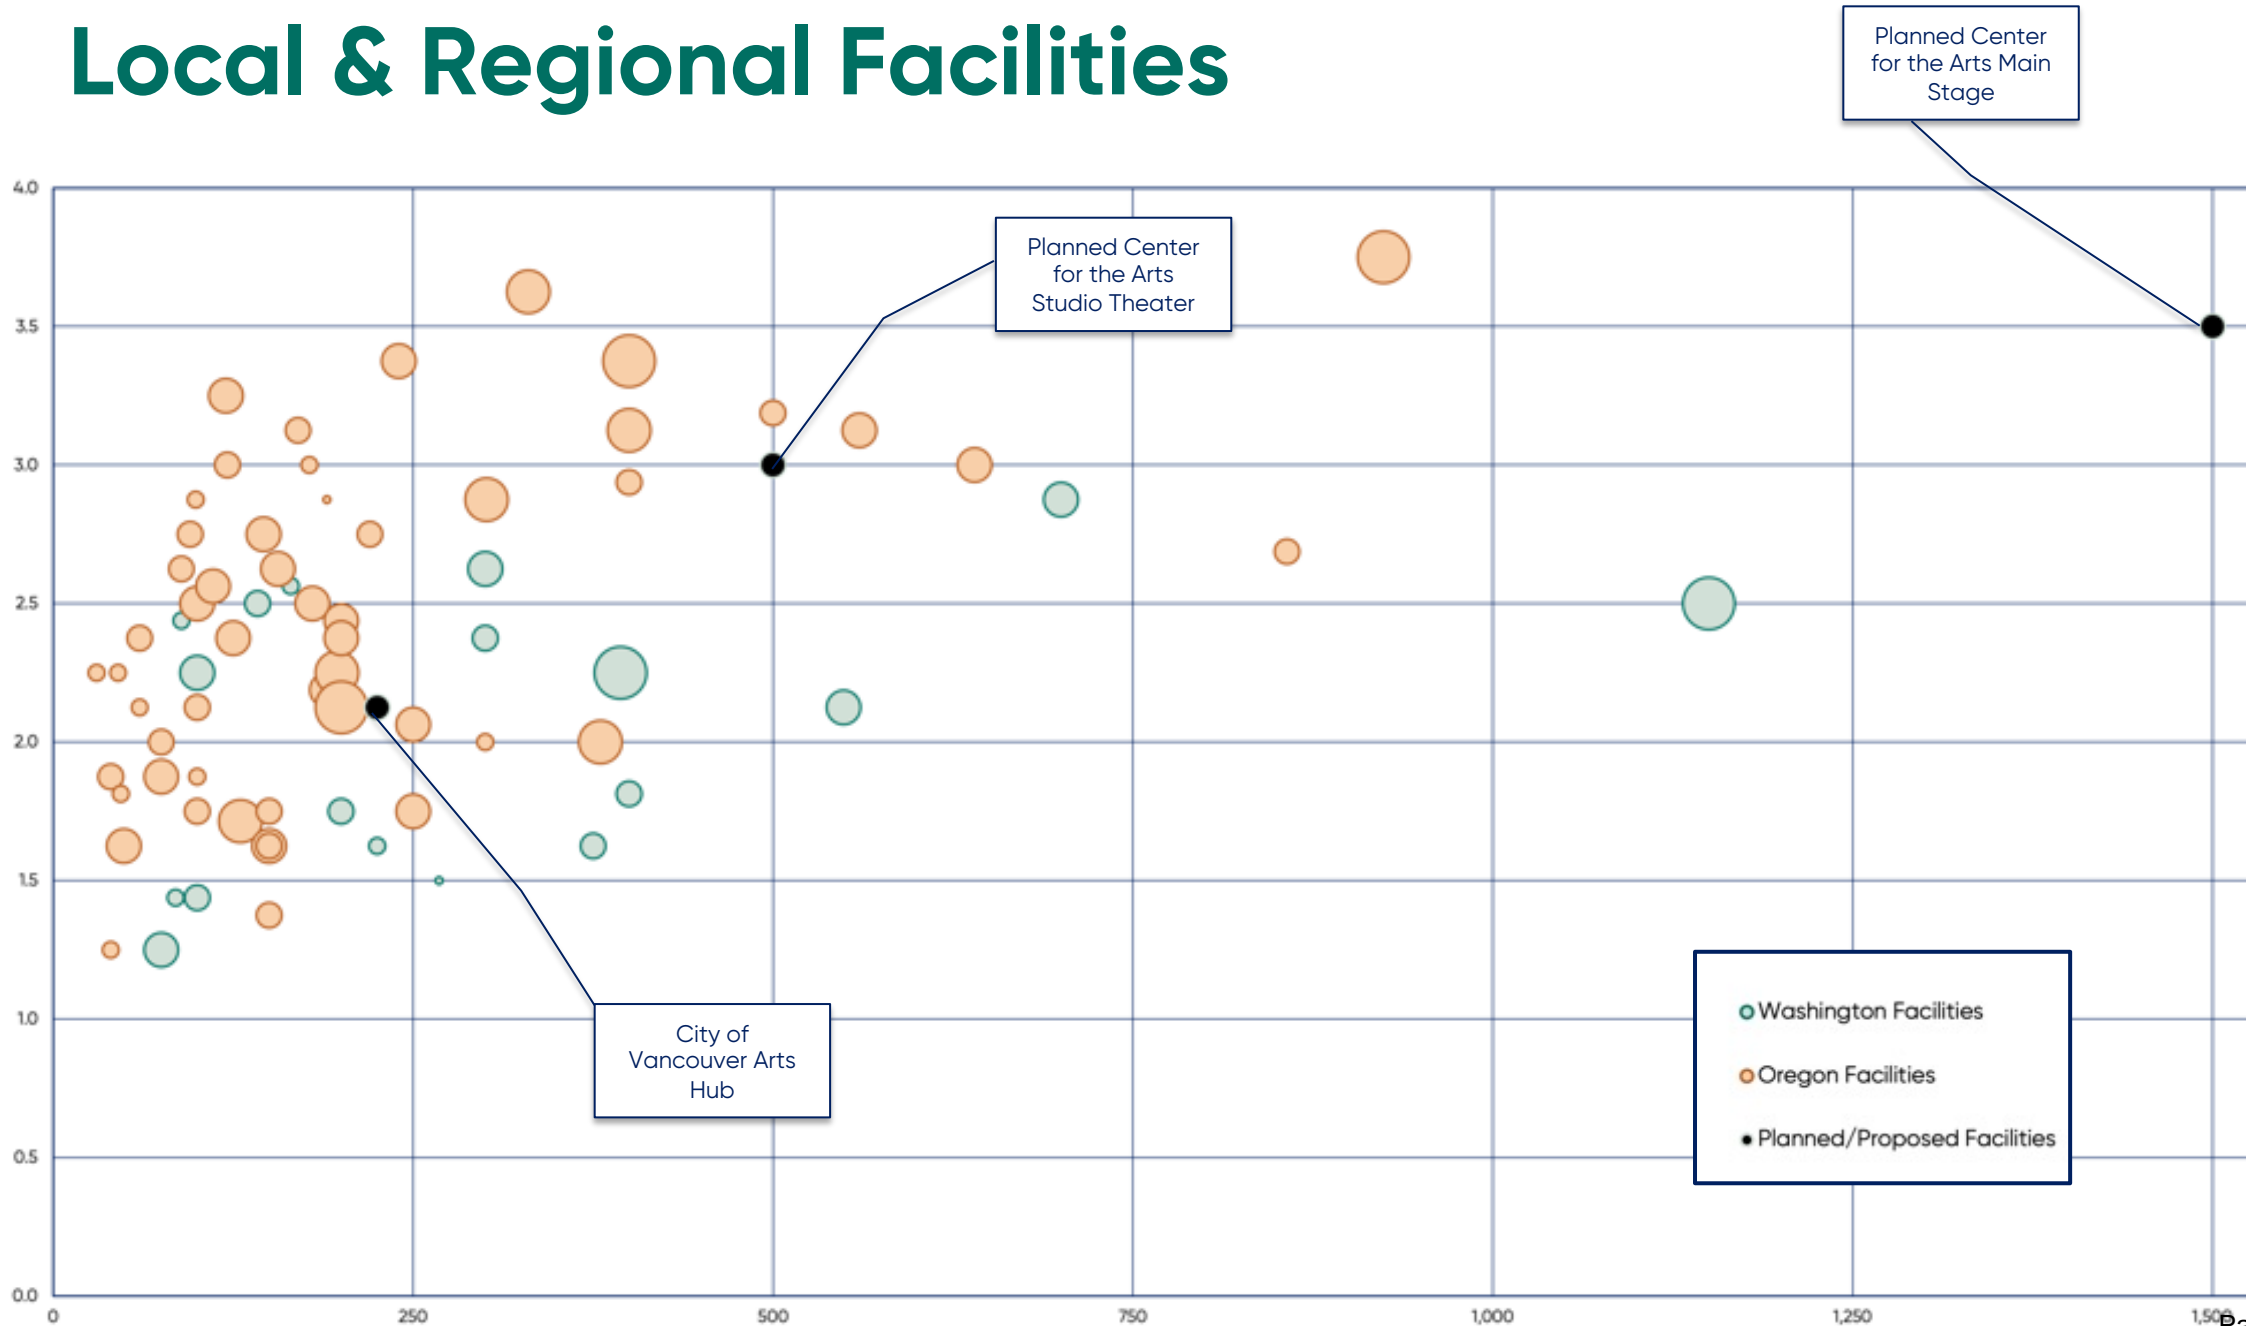 Local & Regional Facilities
Planned Center
for the Arts Main
Stage
Planned Center
for the Arts
Studio Theater
4.0
3.5
3.0
2.5
2.0
1.5
1.0
0.5
0.0
City of
Vancouver Arts
Hub
Washington Facilities
Oregon Facilities
Planned/Proposed Facilities
0
250
500
750
1,000
1,250
1,500